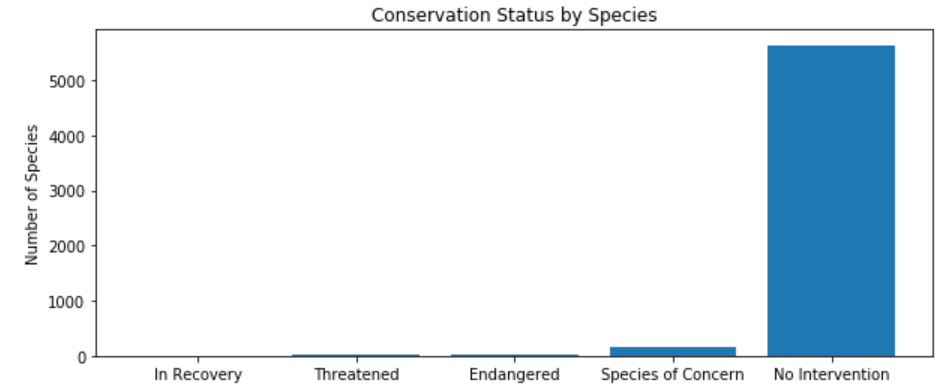 Conservation Status by Species
Number of Species
5000
4000
3000
2000
1000
0
In Recovery Threatened Endangered Species of Concern No Intervention